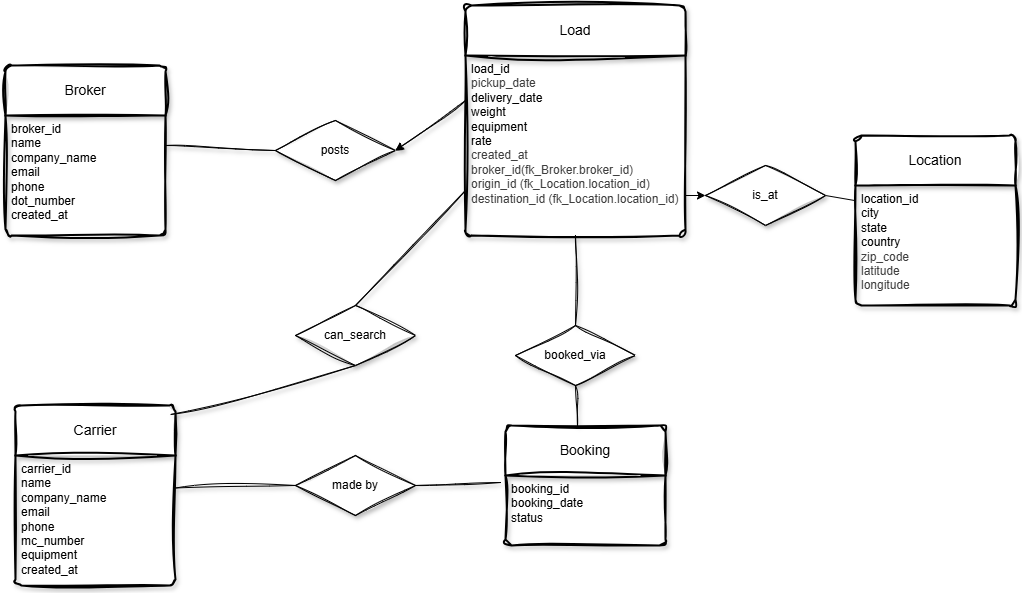 Load
load_id
pickup_date
delivery_date
weight
equipment
rate
created_at
broker_id(fk_Broker.broker_id)
origin_id (fk_Location.location_id)
destination_id (fk_Location.location_id)
Broker
broker_id
name
company_name
email
phone
dot_number
created_at
posts
Location
location_id
city
state
country
zip_code
latitude
longitude
is_at
can_search
booked_via
Carrier
carrier_id
name
company_name
email
phone
mc_number
equipment
created_at
made by
Booking
booking_id
booking_date
status